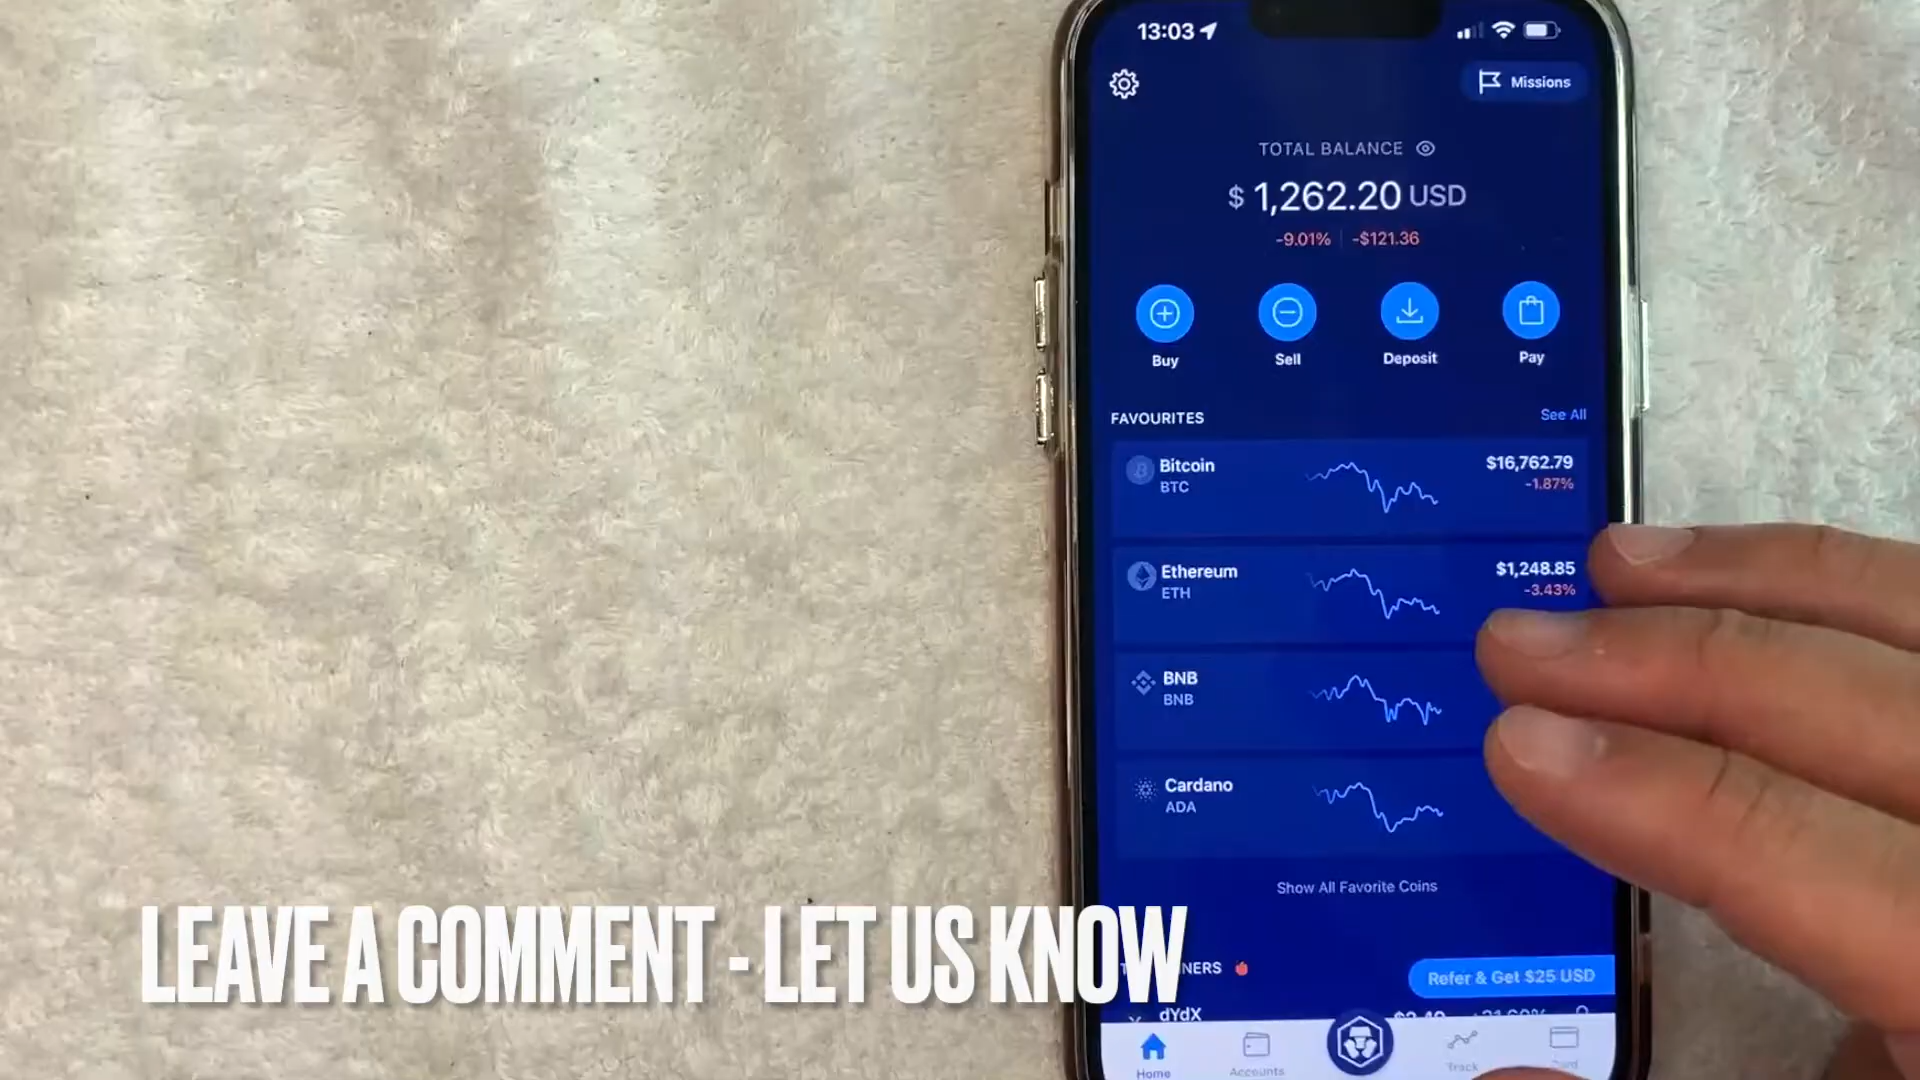 13:03
Missions
TOTAL BALANCE
$ 1,262.20 USD
-9.01% | -$121.36
Buy Sell Deposit Pay
FAVOURITES See All
Bitcoin $16,762.79
BTC -1.87%
Ethereum $1,248.85
ETH -3.43%
BNB
BNB
Cardano
ADA
Show All Favorite Coins
LEAVE A COMMENT - LET US KNOW
Refer & Get $25 USD
dYdX
Home Accounts Track Card